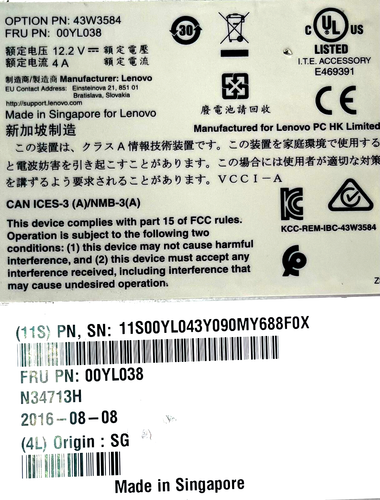 OPTION PN: 43W3584
FRU PN: 00YL038
額定电压 12.2 V 額定電壓
額定电流 4 A 額定電流
制造商/製造商 Manufacturer: Lenovo
EU Contact Address: Einsteinova 21, 851 01
Bratislava, Slovakia
http://support.lenovo.com
Made in Singapore for Lenovo
新加坡制造
30
C UL US
LISTED
I.T.E. ACCESSORY
E469391
廢電池請回收
Manufactured for Lenovo PC HK Limited
この装置は、クラスA情報技術装置です。この装置を家庭環境で使用する
と電波妨害を引き起こすことがあります。この場合には使用者が適切な対策
を講ずるよう要求されることがあります。VCCI-A
CAN ICES-3 (A)/NMB-3(A)
This device complies with part 15 of FCC rules.
Operation is subject to the following two
conditions: (1) this device may not cause harmful
interference, and (2) this device must accept any
interference received, including interference that
may cause undesired operation.
KCC-REM-IBC-43W3584
(11S) PN, SN: 11S00YL043Y090MY688F0X
FRU PN: 00YL038
N34713H
2016-08-08
(4L) Origin : SG
Made in Singapore